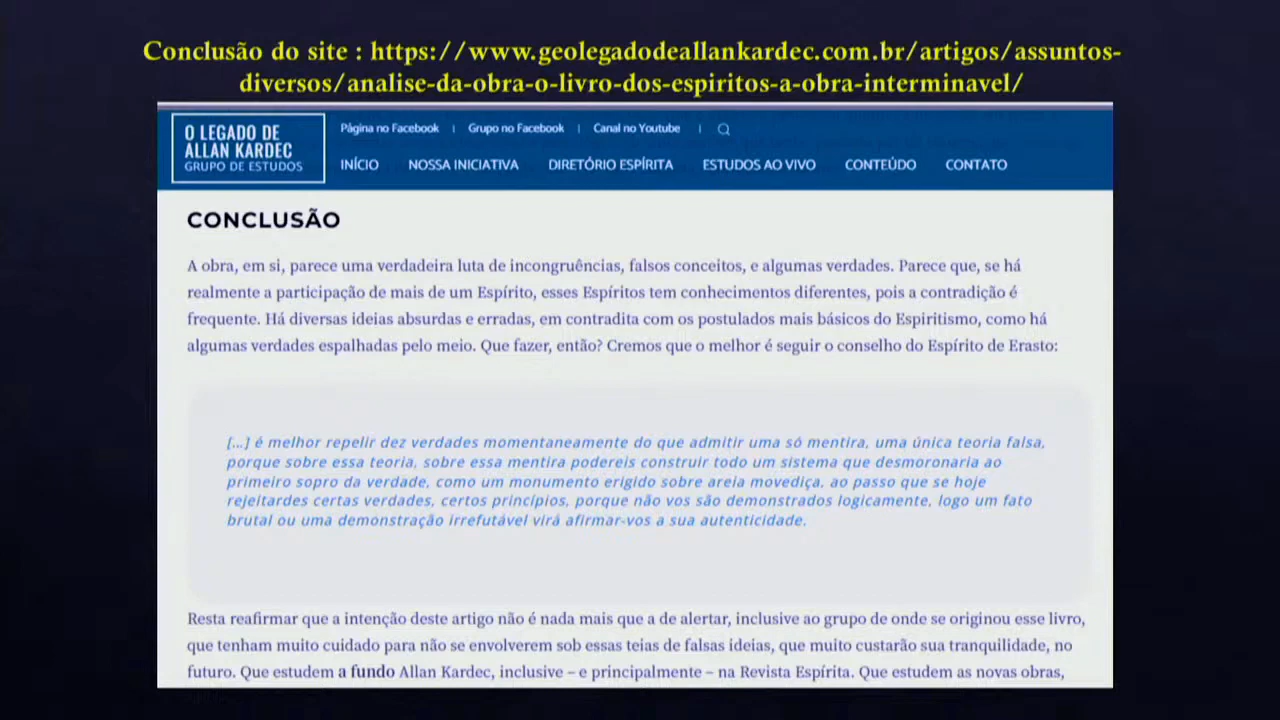 Conclusão do site : https://www.geolegadodeallankardec.com.br/artigos/assuntos-
diversos/analise-da-obra-o-livro-dos-espiritos-a-obra-interminavel/
O LEGADO DE
ALLAN KARDEC
GRUPO DE ESTUDOS
Página no Facebook | Grupo no Facebook | Canal no Youtube |
INÍCIO NOSSA INICIATIVA DIRETÓRIO ESPÍRITA ESTUDOS AO VIVO CONTEÚDO CONTATO
CONCLUSÃO
A obra, em si, parece uma verdadeira luta de incongruências, falsos conceitos, e algumas verdades. Parece que, se há
realmente a participação de mais de um Espírito, esses Espíritos tem conhecimentos diferentes, pois a contradição é
frequente. Há diversas ideias absurdas e erradas, em contradita com os postulados mais básicos do Espiritismo, como há
algumas verdades espalhadas pelo meio. Que fazer, então? Cremos que o melhor é seguir o conselho do Espírito de Erasto:
[...] é melhor repelir dez verdades momentaneamente do que admitir uma só mentira, uma única teoria falsa,
porque sobre essa teoria, sobre essa mentira podereis construir todo um sistema que desmoronaria ao
primeiro sopro da verdade, como um monumento erigido sobre areia movediça, ao passo que se hoje
rejeitardes certas verdades, certos princípios, porque não vos são demonstrados logicamente, logo um fato
brutal ou uma demonstração irrefutável virá afirmar-vos a sua autenticidade.
Resta reafirmar que a intenção deste artigo não é nada mais que a de alertar, inclusive ao grupo de onde se originou esse livro,
que tenham muito cuidado para não se envolverem sob essas teias de falsas ideias, que muito custarão sua tranquilidade, no
futuro. Que estudem a fundo Allan Kardec, inclusive – e principalmente – na Revista Espírita. Que estudem as novas obras,